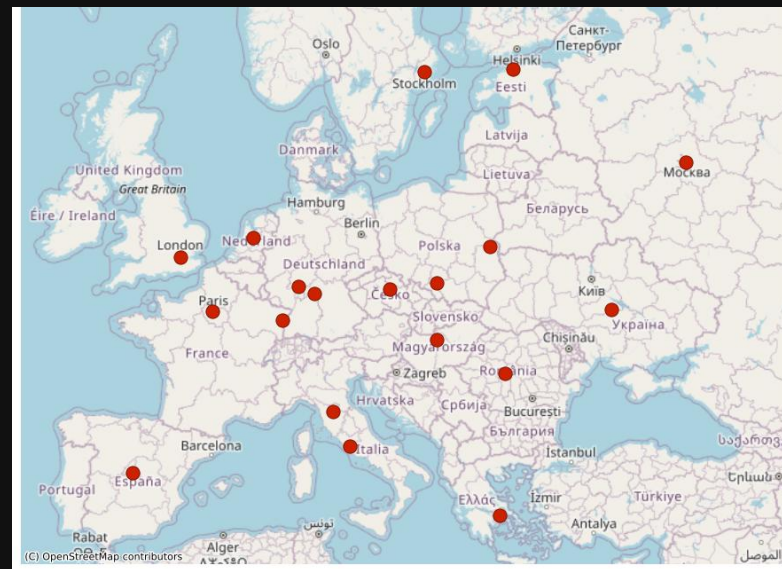 Санкт-
Петербург
Oslo
Helsinki
Stockholm
Eesti
Latvija
Danmark
United Kingdom
Москва
Lietuva
Great Britain
Hamburg
Беларусь
Éire / Ireland
Berlin
London
Nederland
Polska
Deutschland
Київ
Česko
Paris
Slovensko
Україна
Chișinău
Magyarország
France
România
Zagreb
Hrvatska
Србија
București
България
Barcelona
Italia
Istanbul
España
Türkiye
Portugal
Ελλάς
İzmir
Antalya
تونس
Rabat
Alger
الموصل
(C) OpenStreetMap contributors